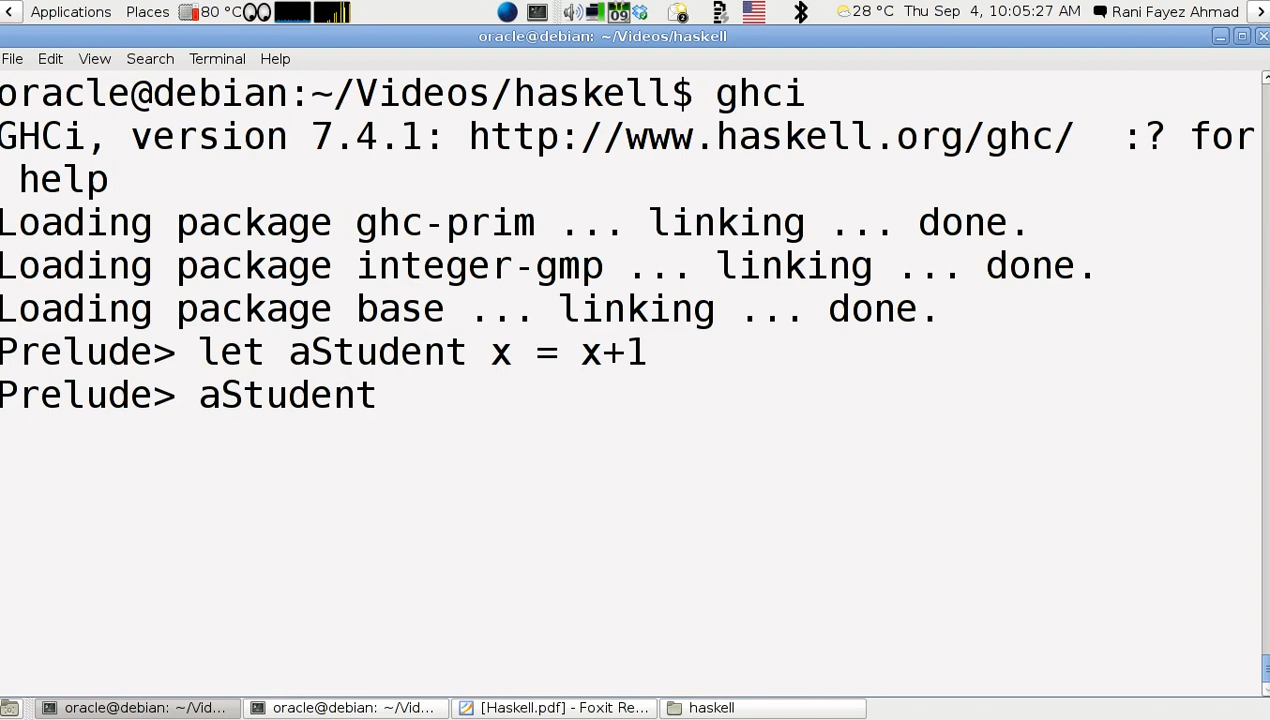 Applications Places 80 °C 09 2 28 °C Thu Sep 4, 10:05:27 AM Rani Fayez Ahmad
oracle@debian: ~/Videos/haskell
File Edit View Search Terminal Help
oracle@debian:~/Videos/haskell$ ghci
GHCi, version 7.4.1: http://www.haskell.org/ghc/  :? for
 help
Loading package ghc-prim ... linking ... done.
Loading package integer-gmp ... linking ... done.
Loading package base ... linking ... done.
Prelude> let aStudent x = x+1
Prelude> aStudent
oracle@debian: ~/Vid... oracle@debian: ~/Vid... [Haskell.pdf] - Foxit Re... haskell